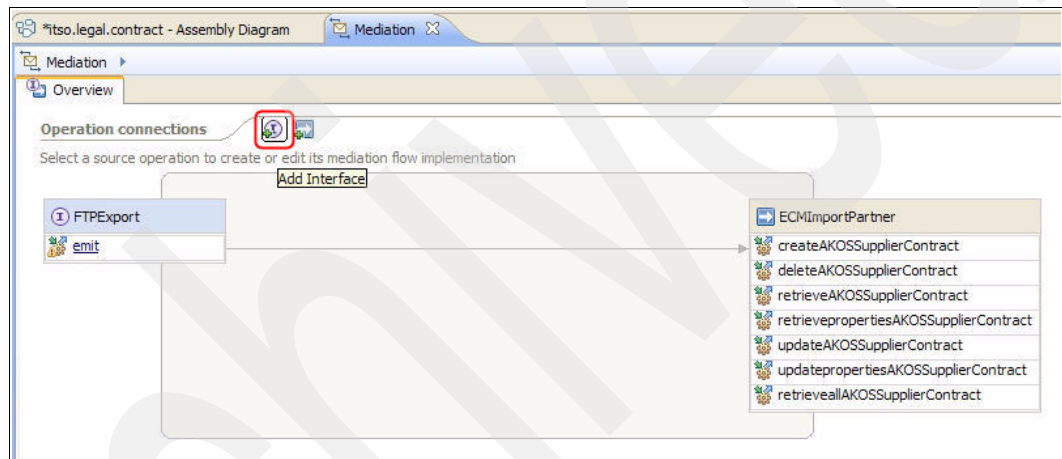 *itso.legal.contract - Assembly Diagram
Mediation
Mediation
Overview
Operation connections
Select a source operation to create or edit its mediation flow implementation
Add Interface
FTPExport
emit
ECMImportPartner
createAKOSSupplierContract
deleteAKOSSupplierContract
retrieveAKOSSupplierContract
retrievepropertiesAKOSSupplierContract
updateAKOSSupplierContract
updatepropertiesAKOSSupplierContract
retrieveallAKOSSupplierContract